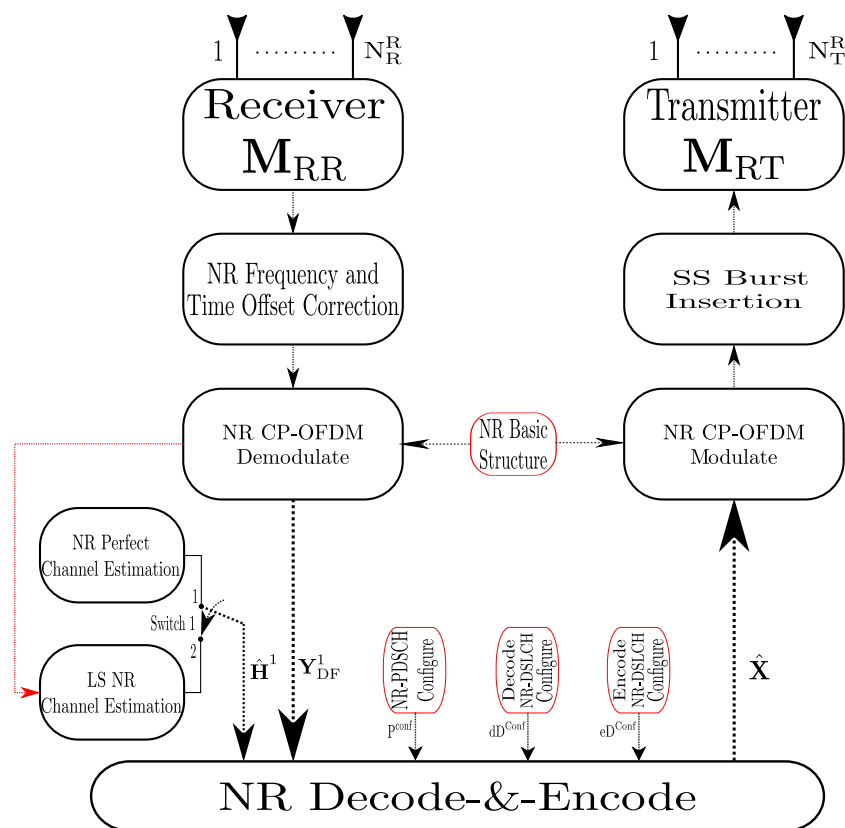 1 ......... N_R^R
1 ......... N_T^R
Receiver
M_RR
Transmitter
M_RT
NR Frequency and
Time Offset Correction
SS Burst
Insertion
NR CP-OFDM
Demodulate
NR Basic
Structure
NR CP-OFDM
Modulate
NR Perfect
Channel Estimation
1
Switch 1
2
LS NR
Channel Estimation
Ĥ^1
Y_DF^1
NR-PDSCH
Configure
Decode
NR-DSLCH
Configure
Encode
NR-DSLCH
Configure
X̂
P^conf
dD^Conf
eD^Conf
NR Decode-&-Encode